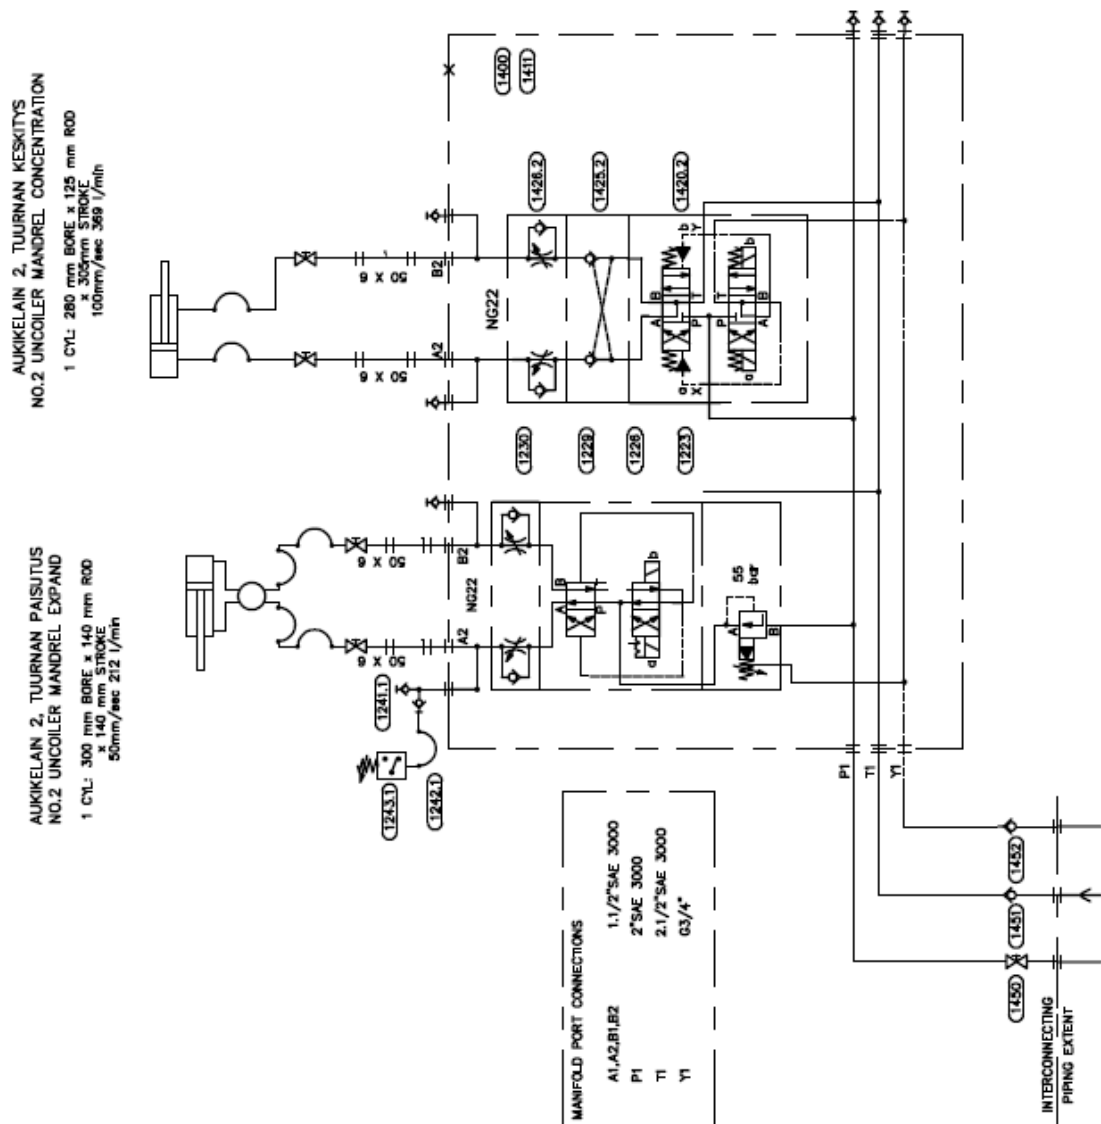 AUKIKELAIN 2, TUURNAN KESKITYS
NO.2 UNCOILER MANDREL CONCENTRATION
1 CYL: 280 mm BORE x 125 mm ROD
x 305mm STROKE
100mm/sec 369 l/min
AUKIKELAIN 2, TUURNAN PAISUTUS
NO.2 UNCOILER MANDREL EXPAND
1 CYL: 300 mm BORE x 140 mm ROD
x 140 mm STROKE
50mm/sec 212 l/min
1400
1411
50 X 6
50 X 6
B2
A2
NG22
1426.2
1425.2
1420.2
b Y
B T
A P
a X
b
T B
P A
a
50 X 6
50 X 6
B2
A2
NG22
1230
1229
1226
1223
B
A P
b
a
55
bar
A
B
1241.1
1243.1
1242.1
P1
T1
Y1
MANIFOLD PORT CONNECTIONS
A1,A2,B1,B2 1.1/2"SAE 3000
P1 2"SAE 3000
T1 2.1/2"SAE 3000
Y1 G3/4"
1452
1451
1450
INTERCONNECTING
PIPING EXTENT